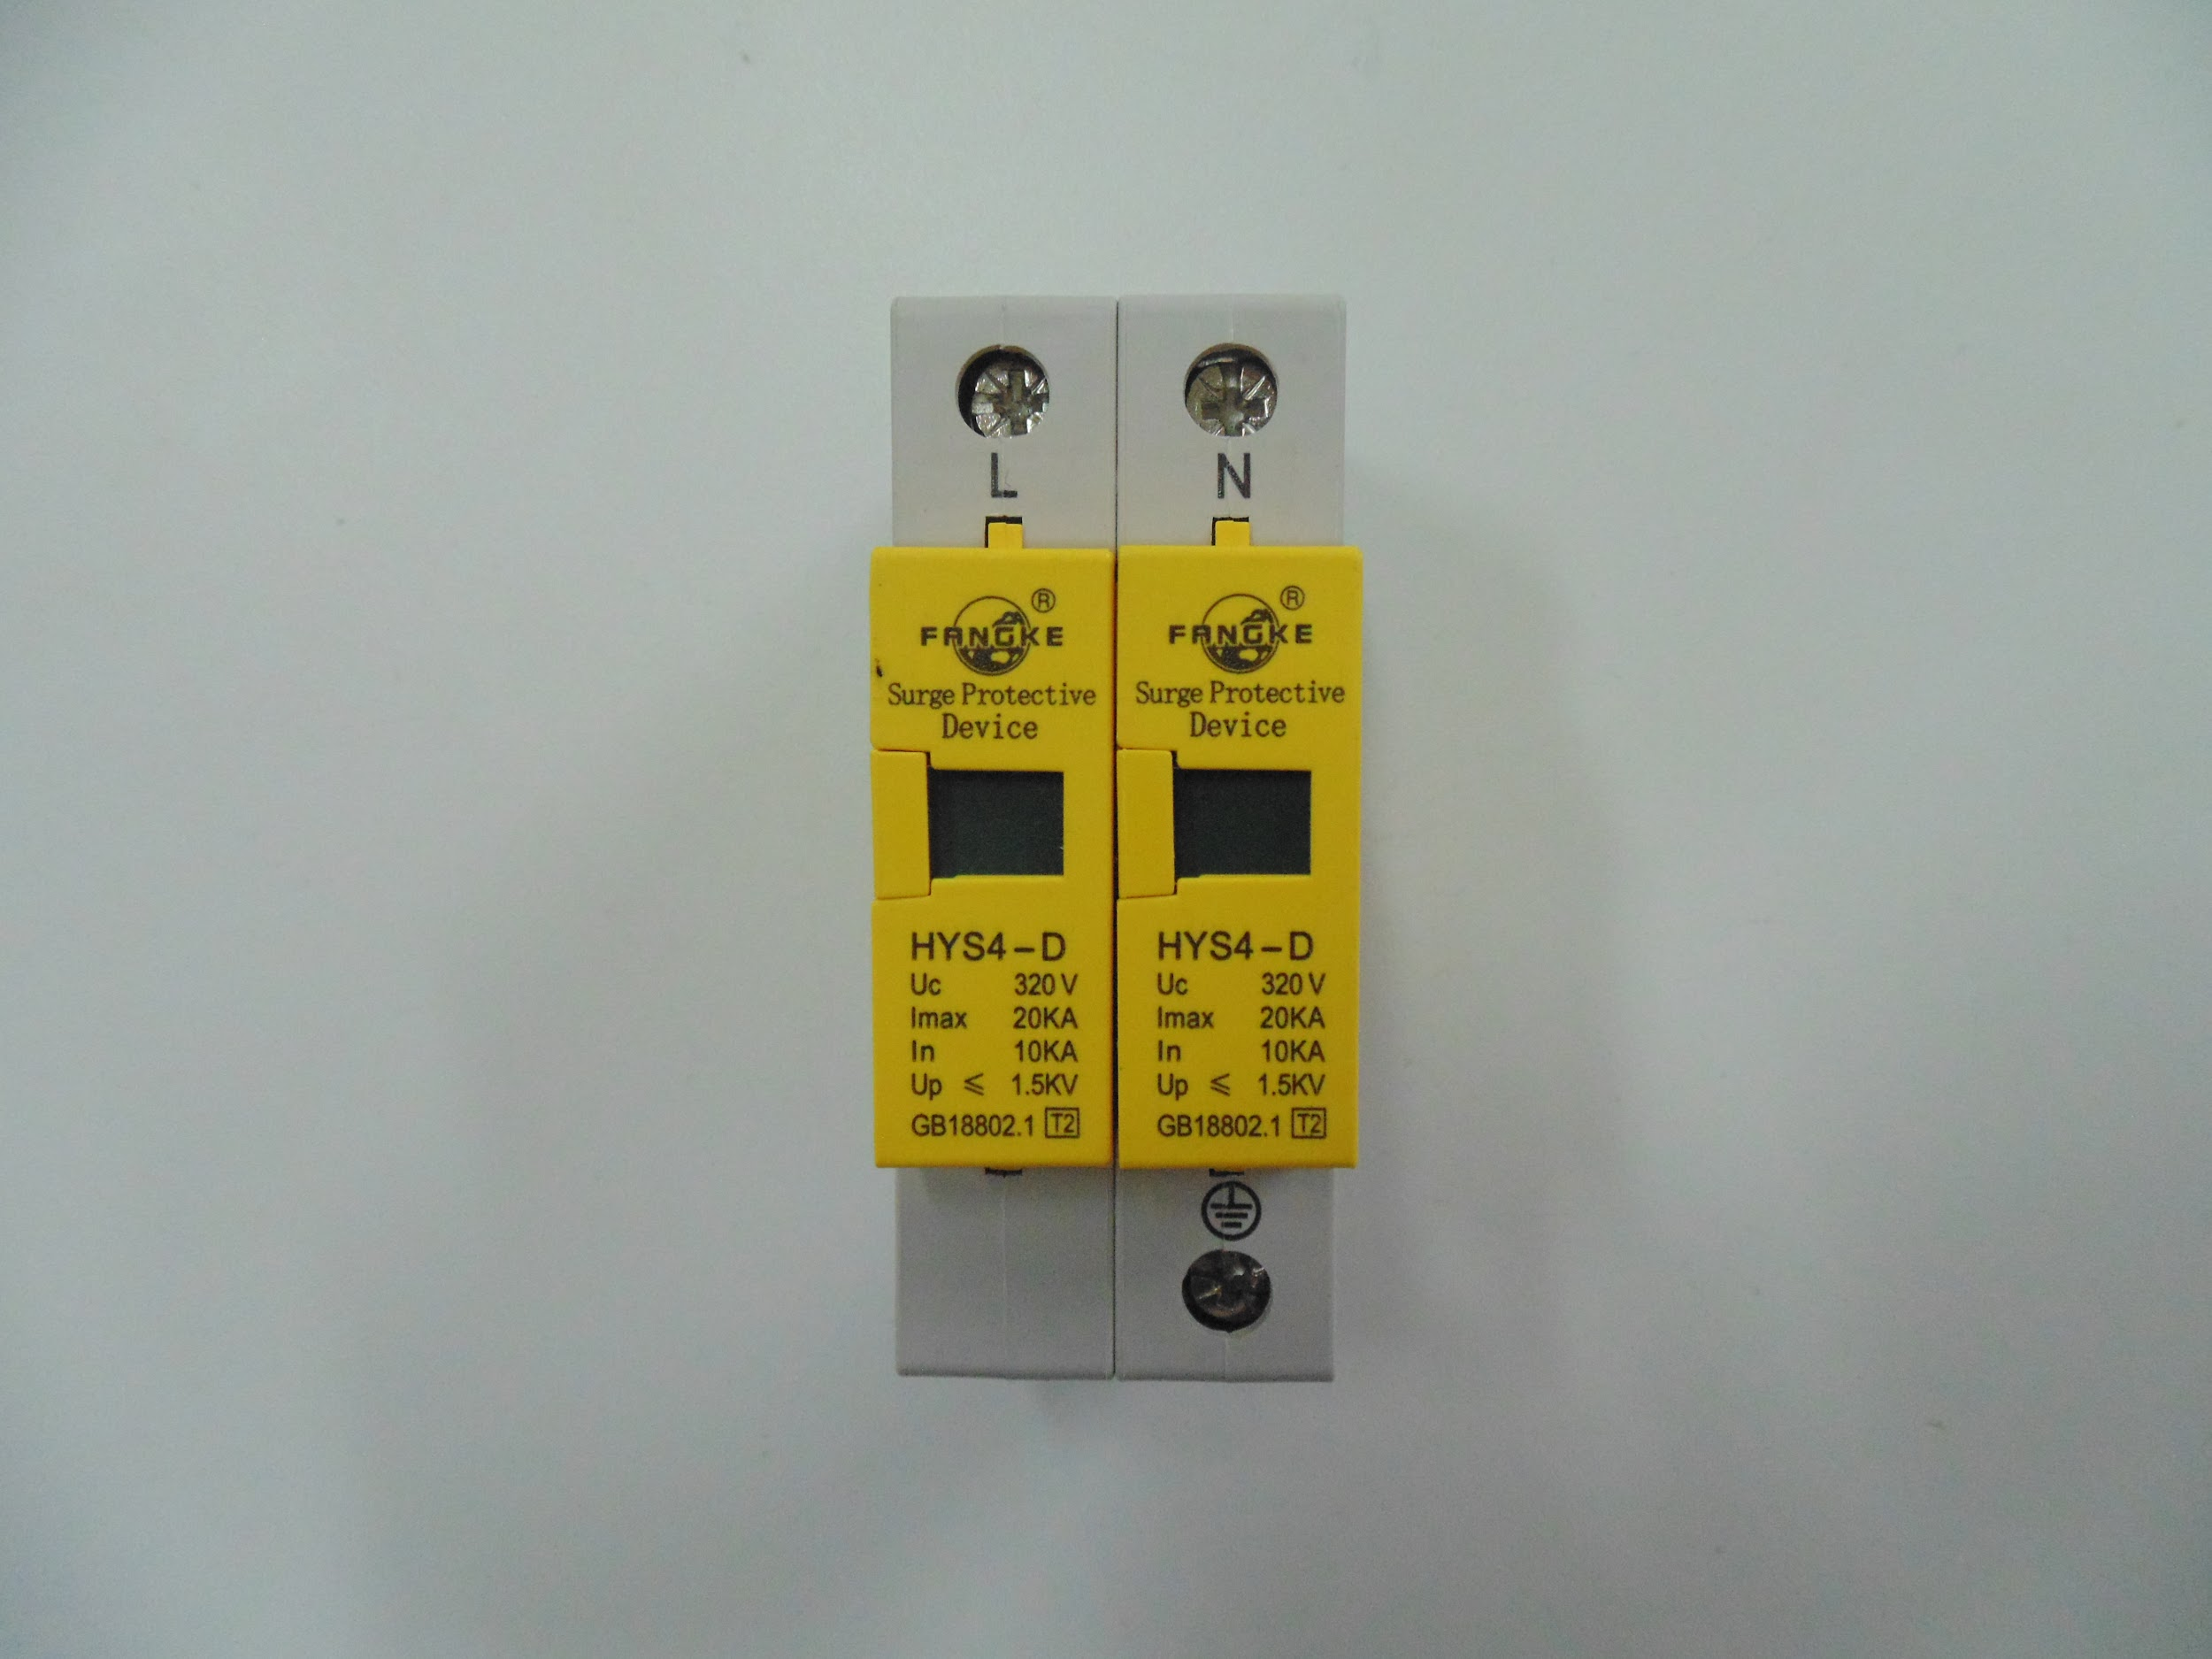 L
N
FANGKE ®
Surge Protective
Device
HYS4-D
Uc 320V
Imax 20KA
In 10KA
Up ≤ 1.5KV
GB18802.1 T2
FANGKE ®
Surge Protective
Device
HYS4-D
Uc 320V
Imax 20KA
In 10KA
Up ≤ 1.5KV
GB18802.1 T2